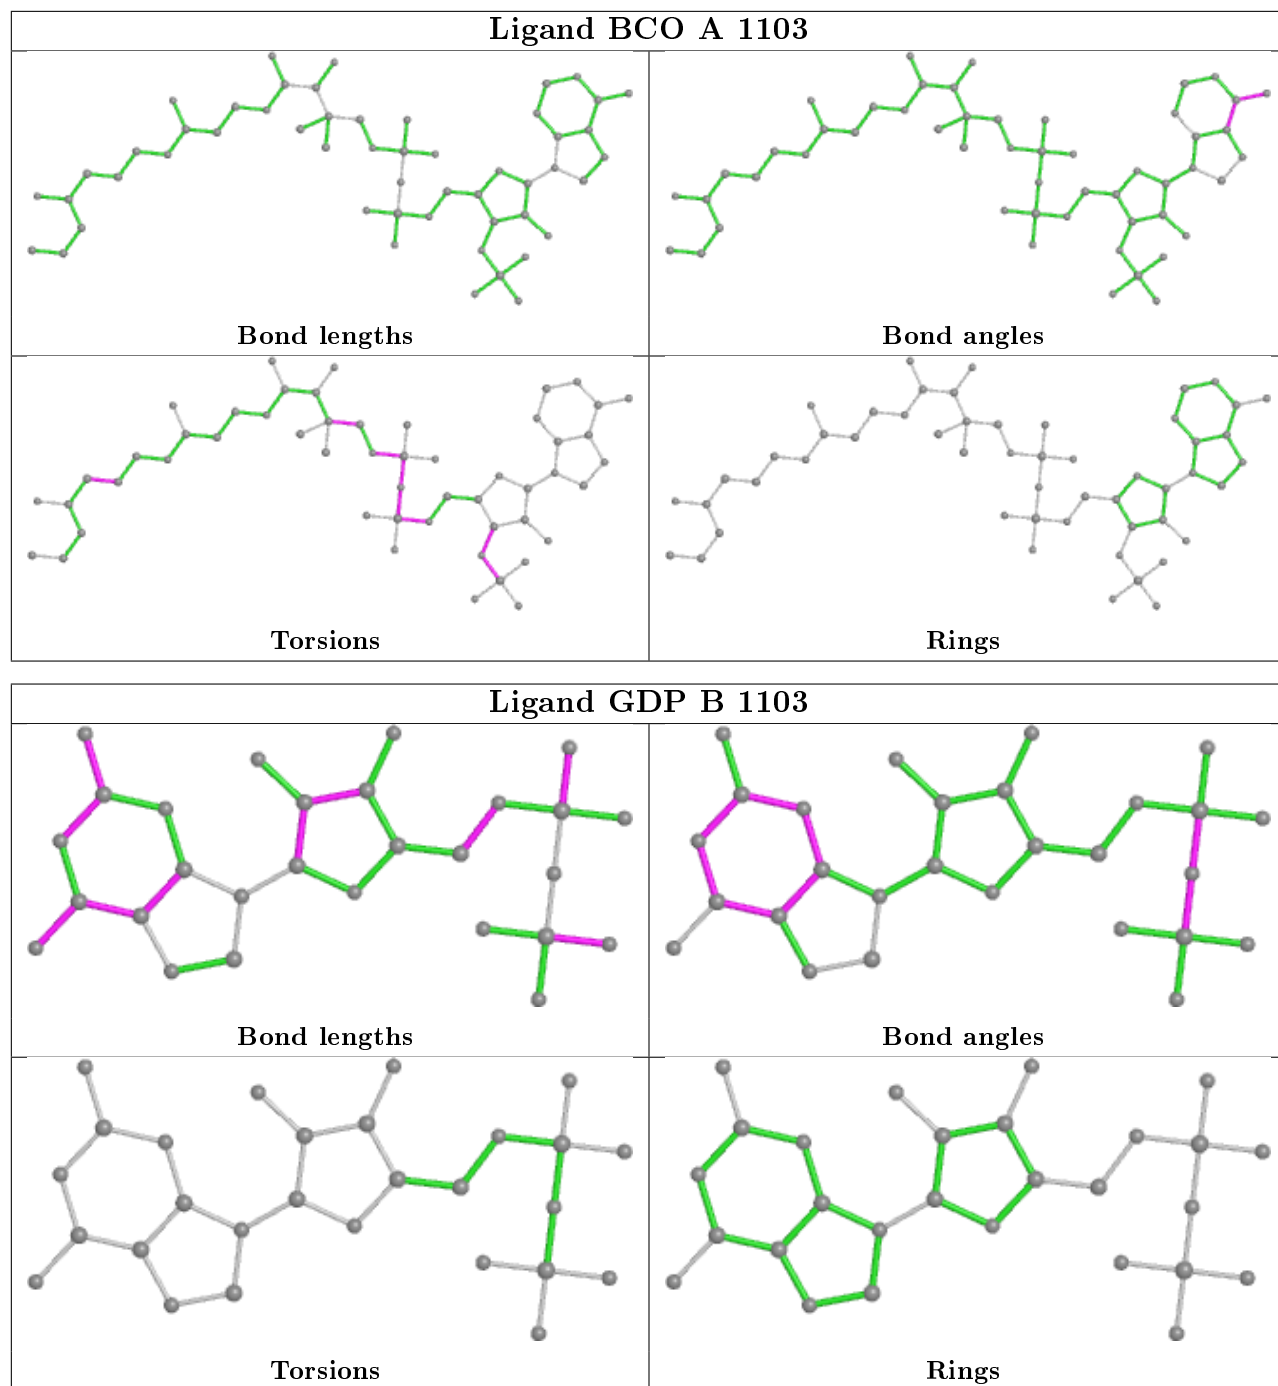 Ligand BCO A 1103
Bond lengths
Bond angles
Torsions
Rings
Ligand GDP B 1103
Bond lengths
Bond angles
Torsions
Rings